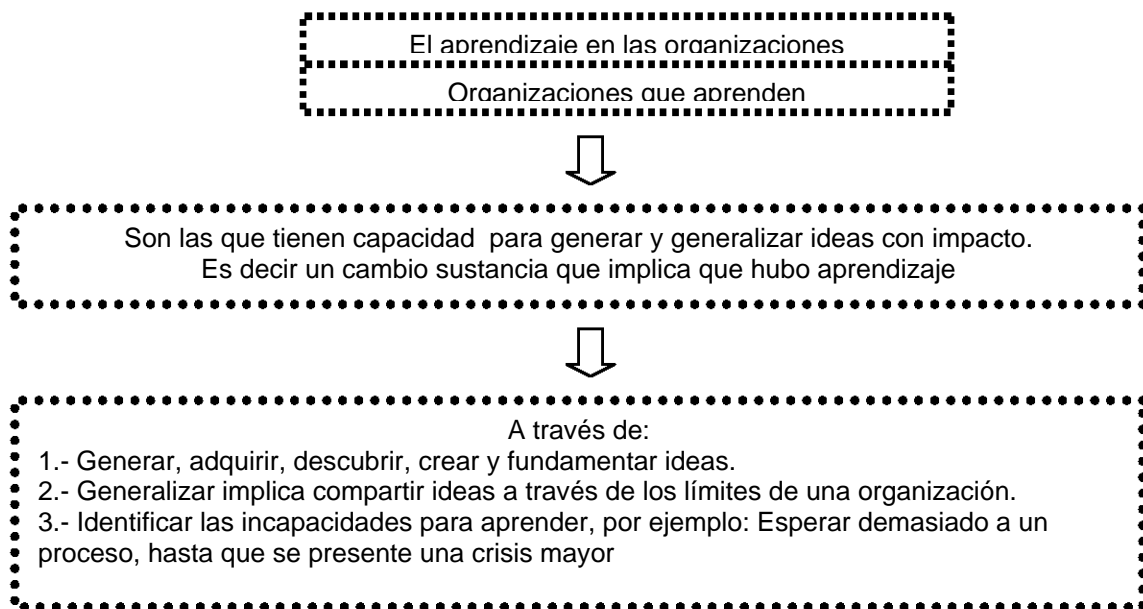 El aprendizaje en las organizaciones
Organizaciones que aprenden
Son las que tienen capacidad para generar y generalizar ideas con impacto.
Es decir un cambio sustancia que implica que hubo aprendizaje
A través de:
1.- Generar, adquirir, descubrir, crear y fundamentar ideas.
2.- Generalizar implica compartir ideas a través de los límites de una organización.
3.- Identificar las incapacidades para aprender, por ejemplo: Esperar demasiado a un
proceso, hasta que se presente una crisis mayor